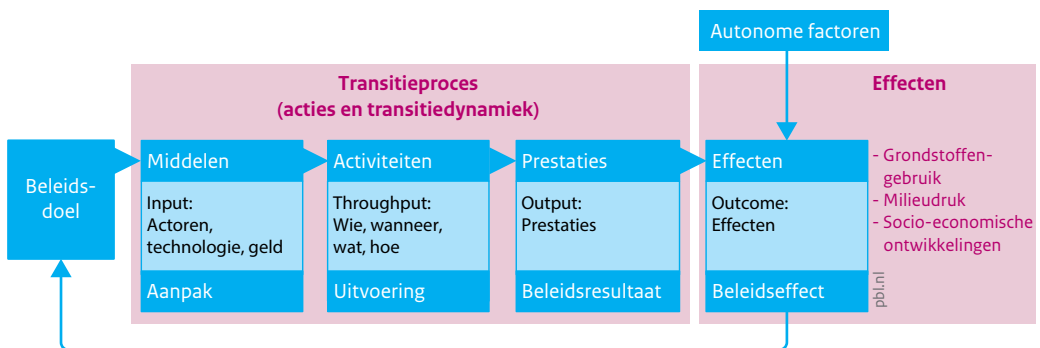 Autonome factoren
Transitieproces
(acties en transitiedynamiek)
Effecten
Beleids-
doel
Middelen
Input:
Actoren,
technologie, geld
Aanpak
Activiteiten
Throughput:
Wie, wanneer,
wat, hoe
Uitvoering
Prestaties
Output:
Prestaties
Beleidsresultaat
Effecten
Outcome:
Effecten
Beleidseffect
- Grondstoffen-
gebruik
- Milieudruk
- Socio-economische
ontwikkelingen
pbl.nl